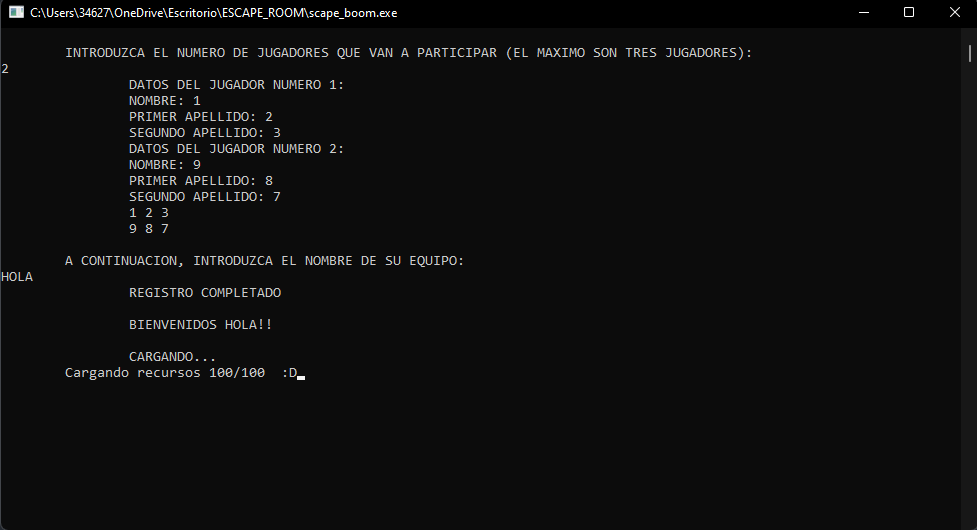 C:\Users\34627\OneDrive\Escritorio\ESCAPE_ROOM\scape_boom.exe
INTRODUZCA EL NUMERO DE JUGADORES QUE VAN A PARTICIPAR (EL MAXIMO SON TRES JUGADORES):
2
DATOS DEL JUGADOR NUMERO 1:
NOMBRE: 1
PRIMER APELLIDO: 2
SEGUNDO APELLIDO: 3
DATOS DEL JUGADOR NUMERO 2:
NOMBRE: 9
PRIMER APELLIDO: 8
SEGUNDO APELLIDO: 7
1 2 3
9 8 7
A CONTINUACION, INTRODUZCA EL NOMBRE DE SU EQUIPO:
HOLA
REGISTRO COMPLETADO
BIENVENIDOS HOLA!!
CARGANDO...
Cargando recursos 100/100  :D